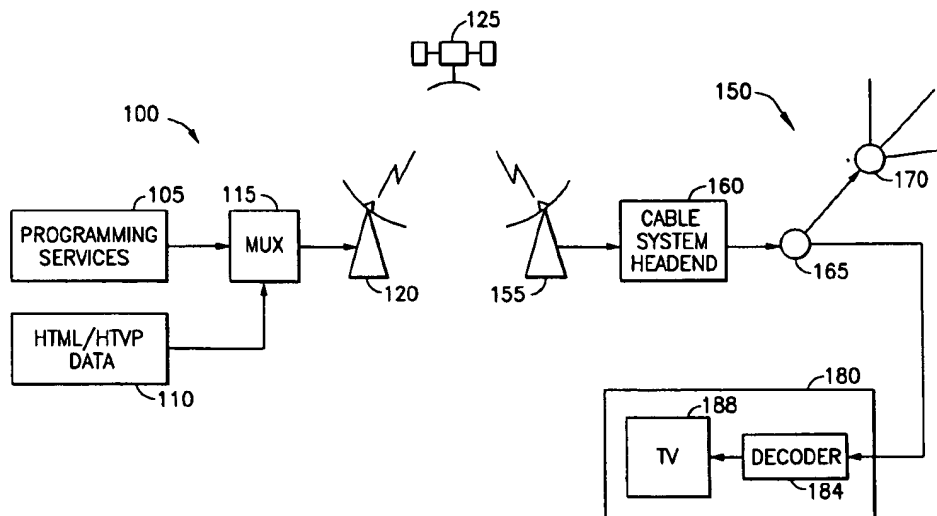 125
100
150
105
PROGRAMMING
SERVICES
115
MUX
120
155
160
CABLE
SYSTEM
HEADEND
165
170
HTML/HTVP
DATA
110
180
188
TV
DECODER
184